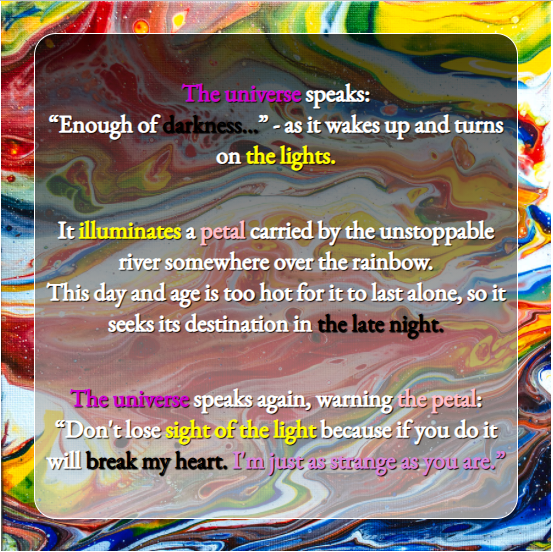 The universe speaks:
“Enough of darkness...” - as it wakes up and turns
on the lights.
It illuminates a petal carried by the unstoppable
river somewhere over the rainbow.
This day and age is too hot for it to last alone, so it
seeks its destination in the late night.
The universe speaks again, warning the petal:
“Don't lose sight of the light because if you do it
will break my heart. I'm just as strange as you are.”